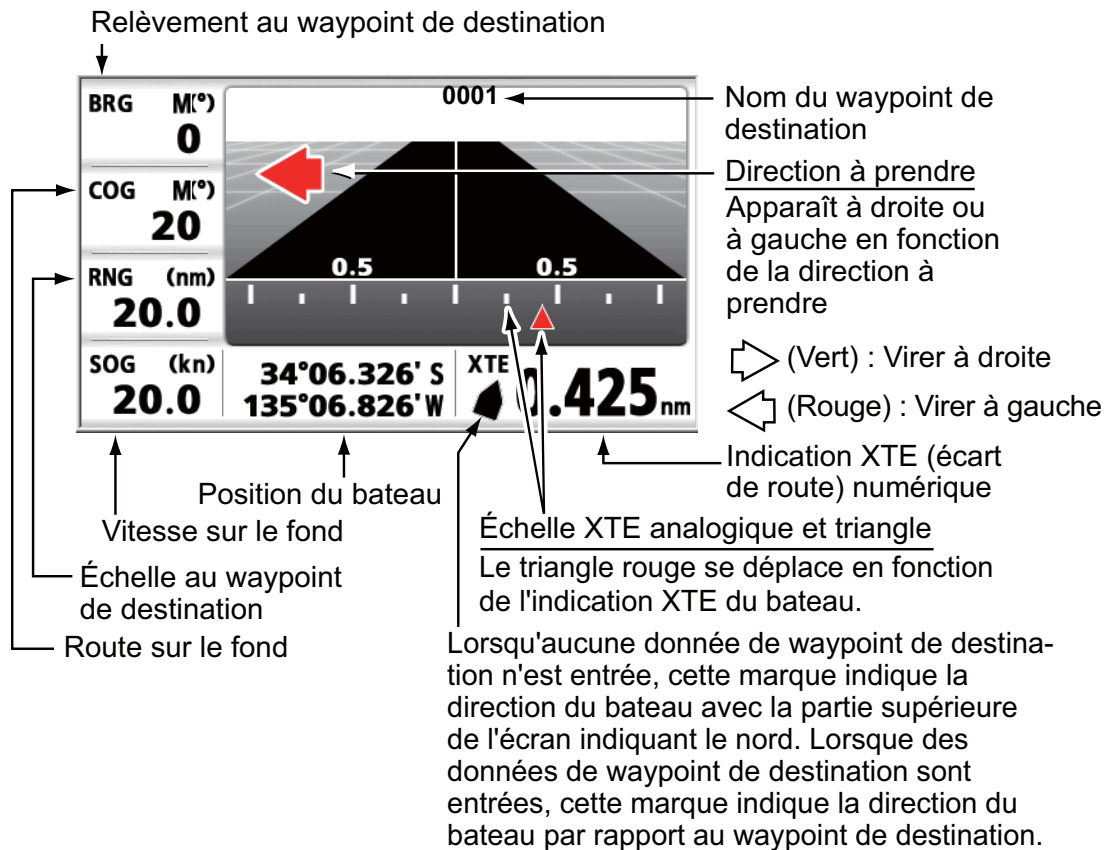 Relèvement au waypoint de destination
BRG M(°)
0
COG M(°)
20
RNG (nm)
20.0
SOG (kn)
20.0
0001
0.5 0.5
34°06.326' S
135°06.826' W
XTE
0.425nm
Nom du waypoint de
destination
Direction à prendre
Apparaît à droite ou
à gauche en fonction
de la direction à
prendre
(Vert) : Virer à droite
(Rouge) : Virer à gauche
Indication XTE (écart
de route) numérique
Position du bateau
Vitesse sur le fond
Échelle au waypoint
de destination
Route sur le fond
Échelle XTE analogique et triangle
Le triangle rouge se déplace en fonction
de l'indication XTE du bateau.
Lorsqu'aucune donnée de waypoint de destina-
tion n'est entrée, cette marque indique la
direction du bateau avec la partie supérieure
de l'écran indiquant le nord. Lorsque des
données de waypoint de destination sont
entrées, cette marque indique la direction du
bateau par rapport au waypoint de destination.